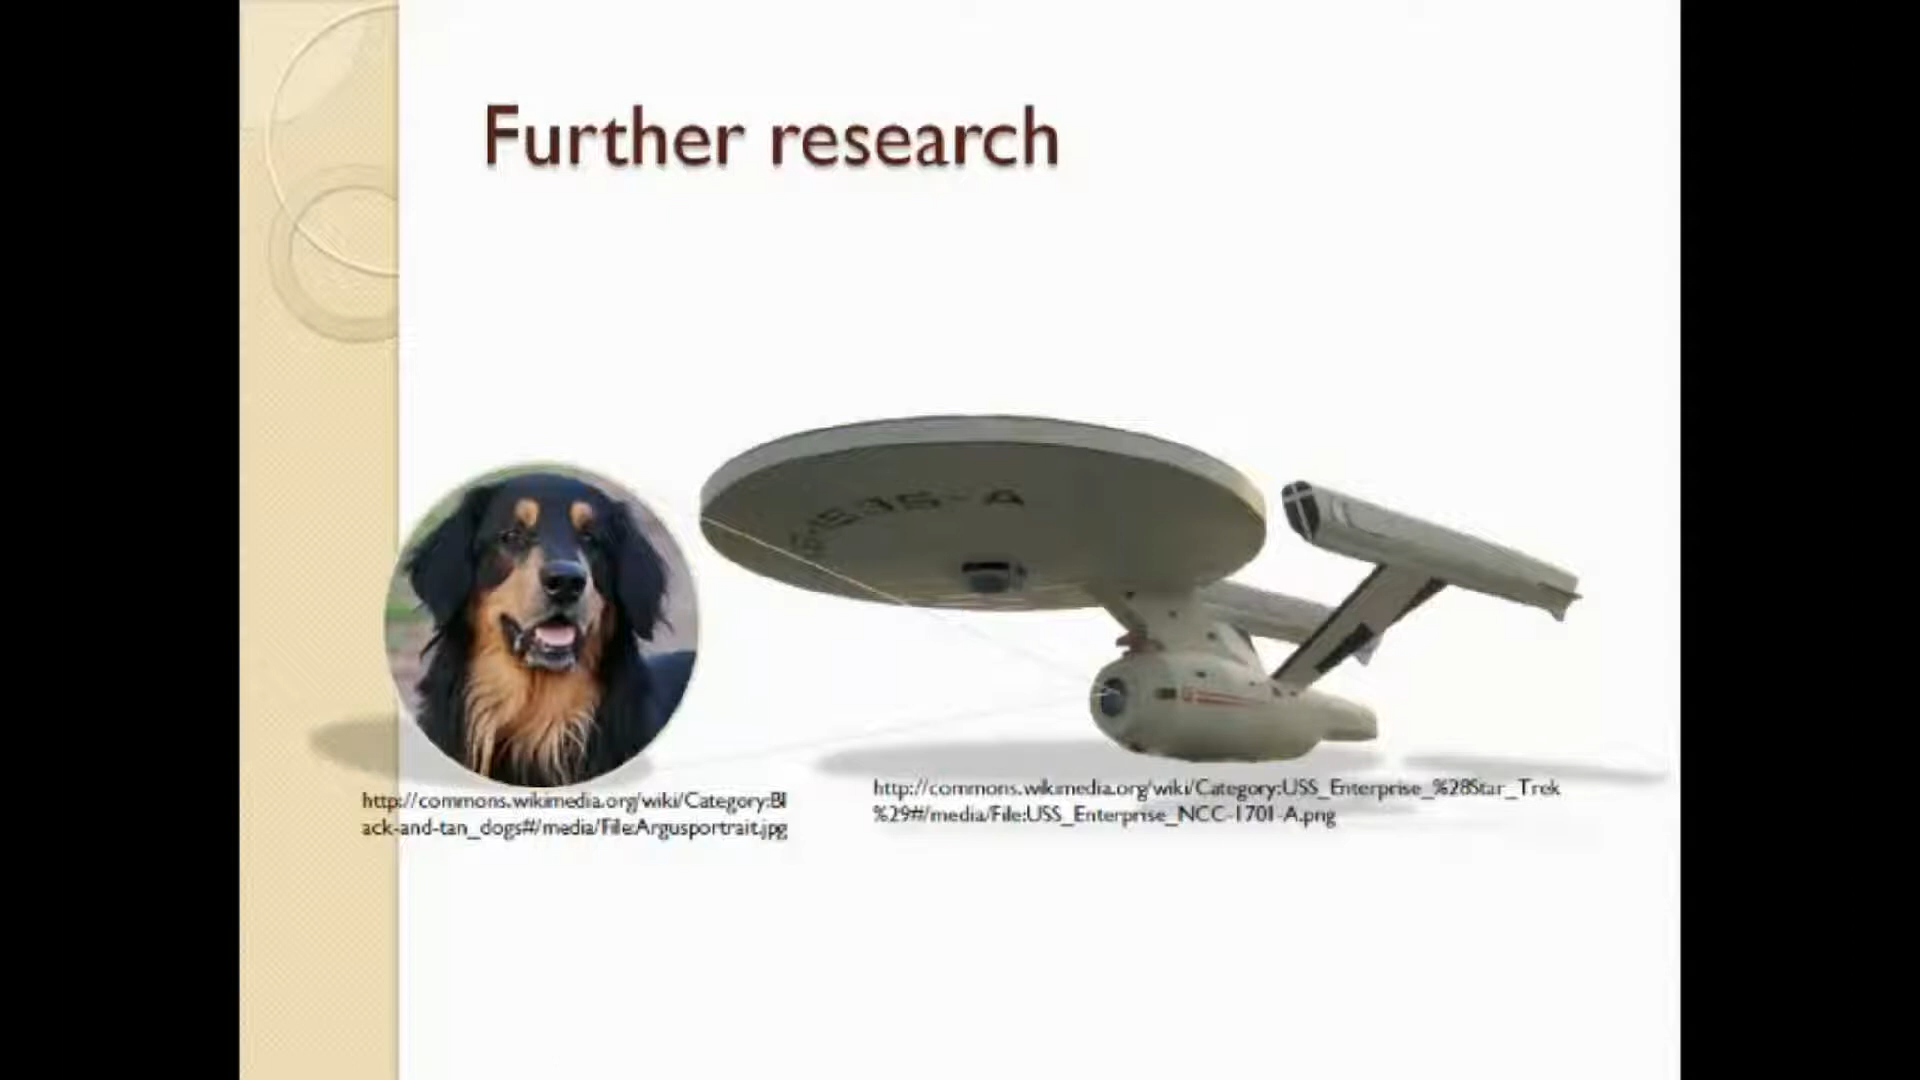 Further research
http://commons.wikimedia.org/wiki/Category:Bl
ack-and-tan_dogs#/media/File:Argusportrait.jpg
http://commons.wikimedia.org/wiki/Category:USS_Enterprise_%28Star_Trek
%29#/media/File:USS_Enterprise_NCC-1701-A.png